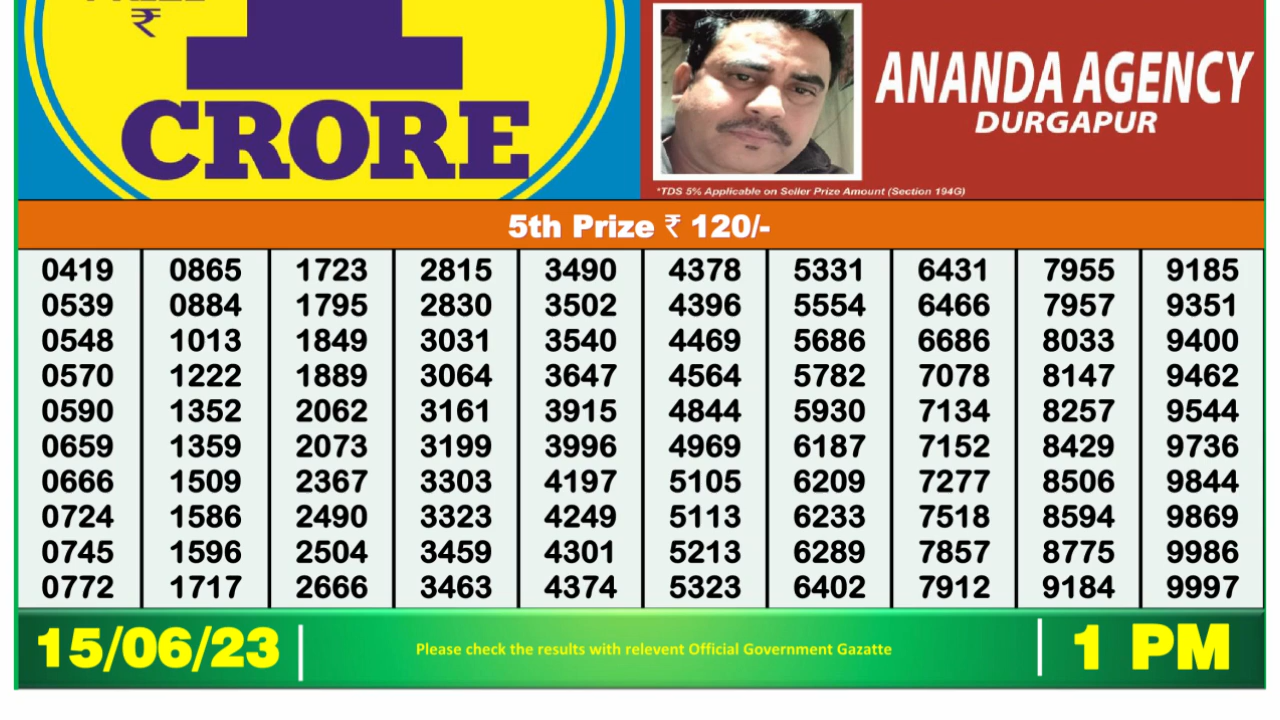 ₹
1
CRORE
ANANDA AGENCY
DURGAPUR
*TDS 5% Applicable on Seller Prize Amount (Section 194G)
5th Prize ₹ 120/-
0419 0865 1723 2815 3490 4378 5331 6431 7955 9185
0539 0884 1795 2830 3502 4396 5554 6466 7957 9351
0548 1013 1849 3031 3540 4469 5686 6686 8033 9400
0570 1222 1889 3064 3647 4564 5782 7078 8147 9462
0590 1352 2062 3161 3915 4844 5930 7134 8257 9544
0659 1359 2073 3199 3996 4969 6187 7152 8429 9736
0666 1509 2367 3303 4197 5105 6209 7277 8506 9844
0724 1586 2490 3323 4249 5113 6233 7518 8594 9869
0745 1596 2504 3459 4301 5213 6289 7857 8775 9986
0772 1717 2666 3463 4374 5323 6402 7912 9184 9997
15/06/23
Please check the results with relevent Official Government Gazatte
1 PM